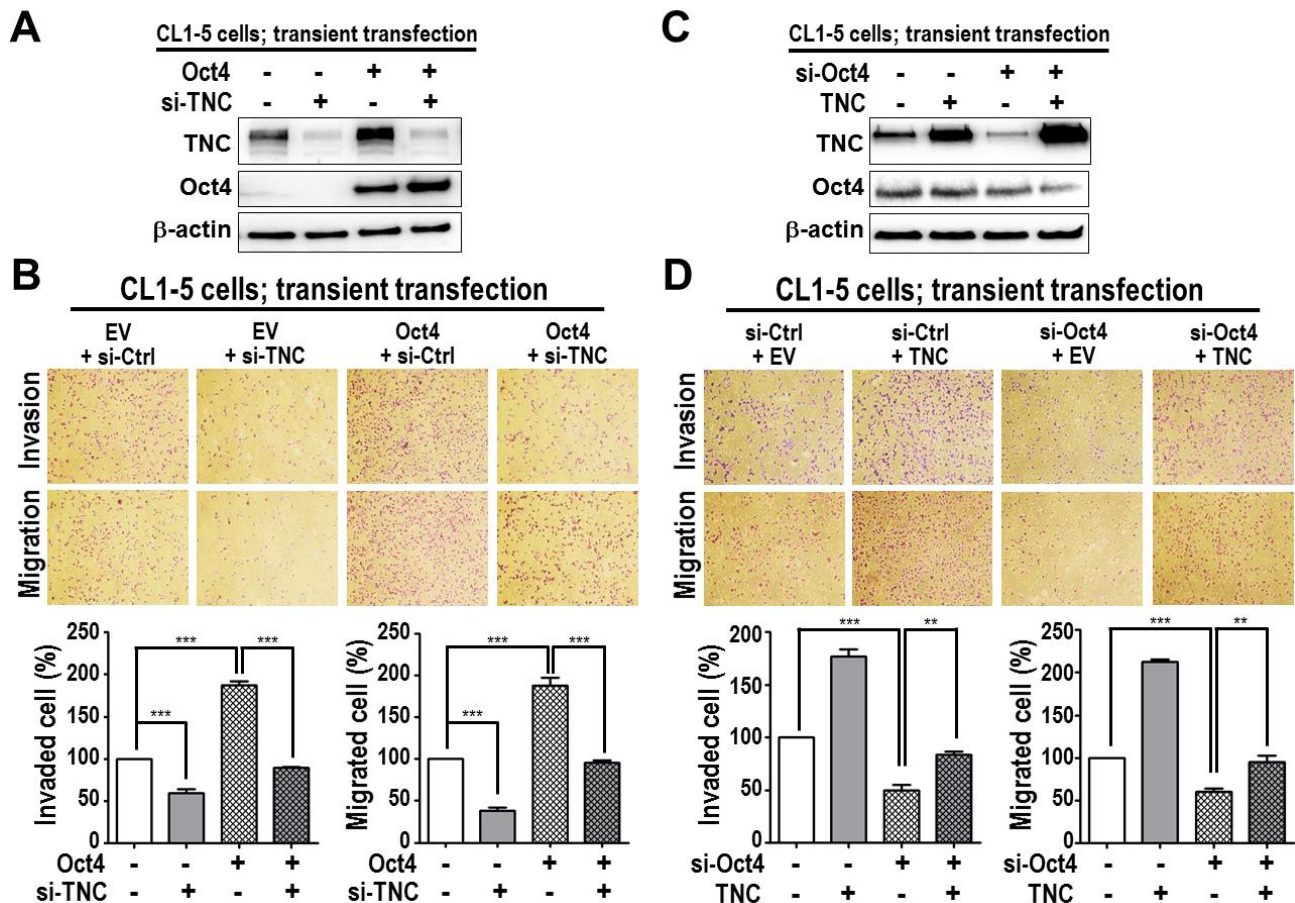 A
CL1-5 cells; transient transfection
Oct4 - - + +
si-TNC - + - +
TNC
Oct4
β-actin
C
CL1-5 cells; transient transfection
si-Oct4 - - + +
TNC - + - +
TNC
Oct4
β-actin
B
CL1-5 cells; transient transfection
EV + si-Ctrl
EV + si-TNC
Oct4 + si-Ctrl
Oct4 + si-TNC
Invasion
Migration
Invaded cell (%)
250
200
150
100
50
0
*** *** ***
Oct4 - - + +
si-TNC - + - +
Migrated cell (%)
250
200
150
100
50
0
*** *** ***
Oct4 - - + +
si-TNC - + - +
D
CL1-5 cells; transient transfection
si-Ctrl + EV
si-Ctrl + TNC
si-Oct4 + EV
si-Oct4 + TNC
Invasion
Migration
Invaded cell (%)
200
150
100
50
0
*** **
si-Oct4 - - + +
TNC - + - +
Migrated cell (%)
250
200
150
100
50
0
*** **
si-Oct4 - - + +
TNC - + - +